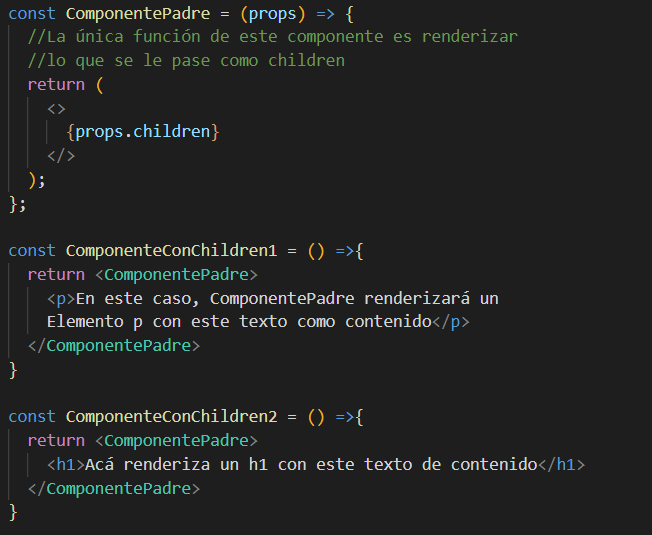 const ComponentePadre = (props) => {
  //La única función de este componente es renderizar
  //lo que se le pase como children
  return (
    <>
      {props.children}
    </>
  );
};

const ComponenteConChildren1 = () =>{
  return <ComponentePadre>
    <p>En este caso, ComponentePadre renderizará un
    Elemento p con este texto como contenido</p>
  </ComponentePadre>
}

const ComponenteConChildren2 = () =>{
  return <ComponentePadre>
    <h1>Acá renderiza un h1 con este texto de contenido</h1>
  </ComponentePadre>
}